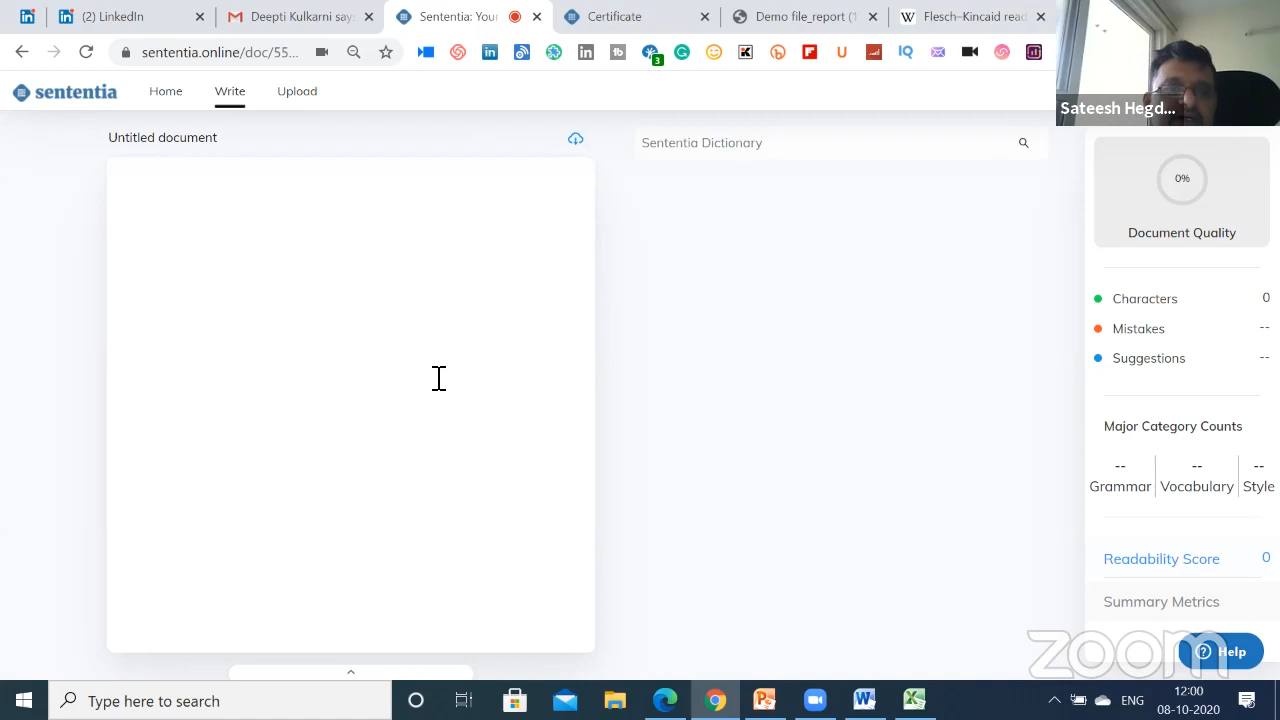 (2) LinkedIn
Deepti Kulkarni say
Sententia: Your
Certificate
Demo file_report (1
Flesch–Kincaid read
sententia.online/doc/55...
3
sententia
Home
Write
Upload
Sateesh Hegd...
Untitled document
Sententia Dictionary
0%
Document Quality
Characters 0
Mistakes --
Suggestions --
Major Category Counts
-- -- --
Grammar Vocabulary Style
Readability Score 0
Summary Metrics
zoom
Help
Type here to search
ENG
12:00
08-10-2020